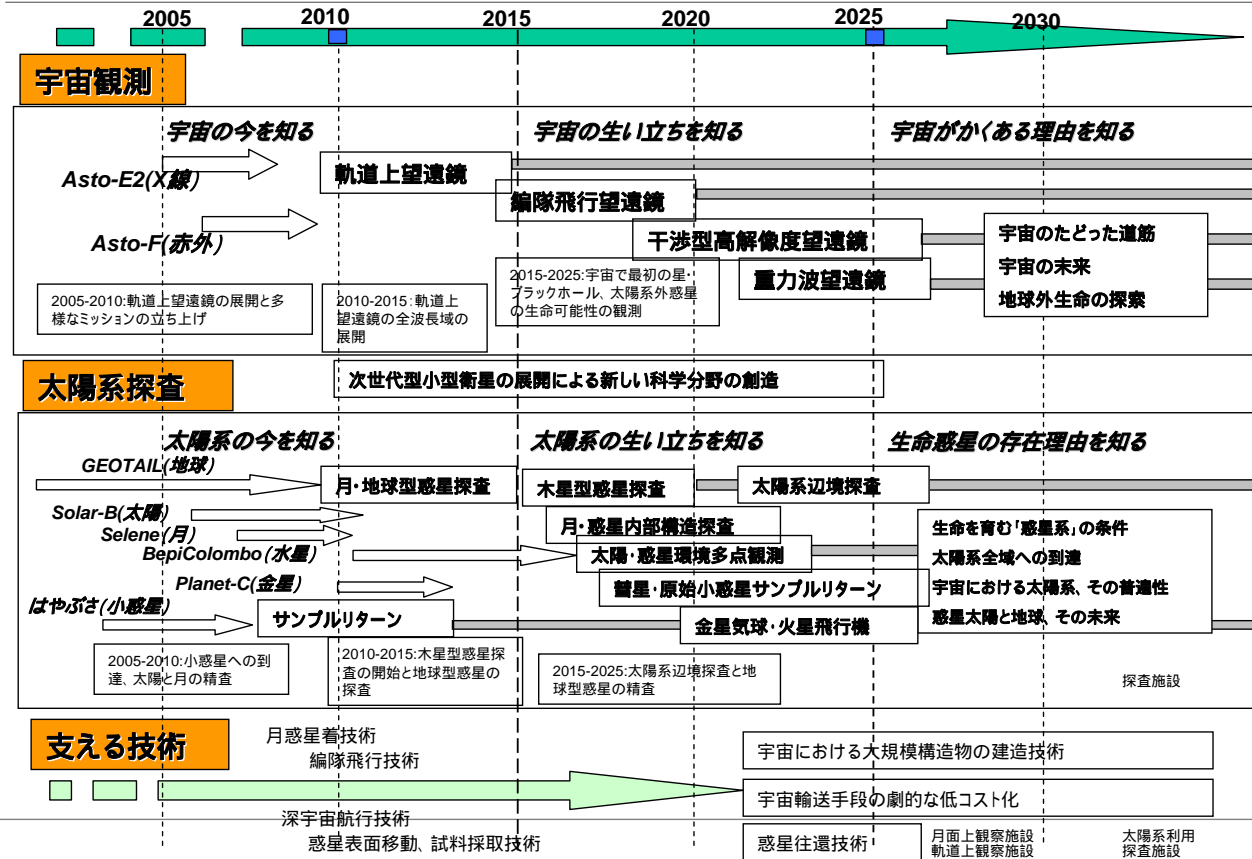 2005
2010
2015
2020
2025
2030
宇宙観測
宇宙の今を知る
宇宙の生い立ちを知る
宇宙がかくある理由を知る
Asto-E2(X線)
軌道上望遠鏡
編隊飛行望遠鏡
Asto-F(赤外)
干渉型高解像度望遠鏡
重力波望遠鏡
宇宙のたどった道筋
宇宙の末来
地球外生命の探索
2005-2010:軌道上望遠鏡の展開と多
様なミッションの立ち上げ
2010-2015:軌道上
望遠鏡の全波長域の
展開
2015-2025:宇宙で最初の星・
ブラックホール、太陽系外惑星
の生命可能性の観測
太陽系探査
次世代型小型衛星の展開による新しい科学分野の創造
太陽系の今を知る
太陽系の生い立ちを知る
生命惑星の存在理由を知る
GEOTAIL(地球)
月・地球型惑星探査
木星型惑星探査
太陽系辺境探査
Solar-B(太陽)
月・惑星内部構造探査
Selene(月)
BepiColombo(水星)
太陽・惑星環境多点観測
Planet-C(金星)
彗星・原始小惑星サンプルリターン
はやぶさ(小惑星)
サンプルリターン
金星気球・火星飛行機
生命を育む「惑星系」の条件
太陽系全域への到達
宇宙における太陽系、その普遍性
惑星太陽と地球、その未来
2005-2010:小惑星への到
達、太陽と月の精査
2010-2015:木星型惑星探
査の開始と地球型惑星の
探査
2015-2025:太陽系辺境探査と地
球型惑星の精査
探査施設
支える技術
月惑星着技術
編隊飛行技術
深宇宙航行技術
惑星表面移動、試料採取技術
宇宙における大規模構造物の建造技術
宇宙輸送手段の劇的な低コスト化
惑星往還技術
月面上観察施設
軌道上観察施設
太陽系利用
探査施設